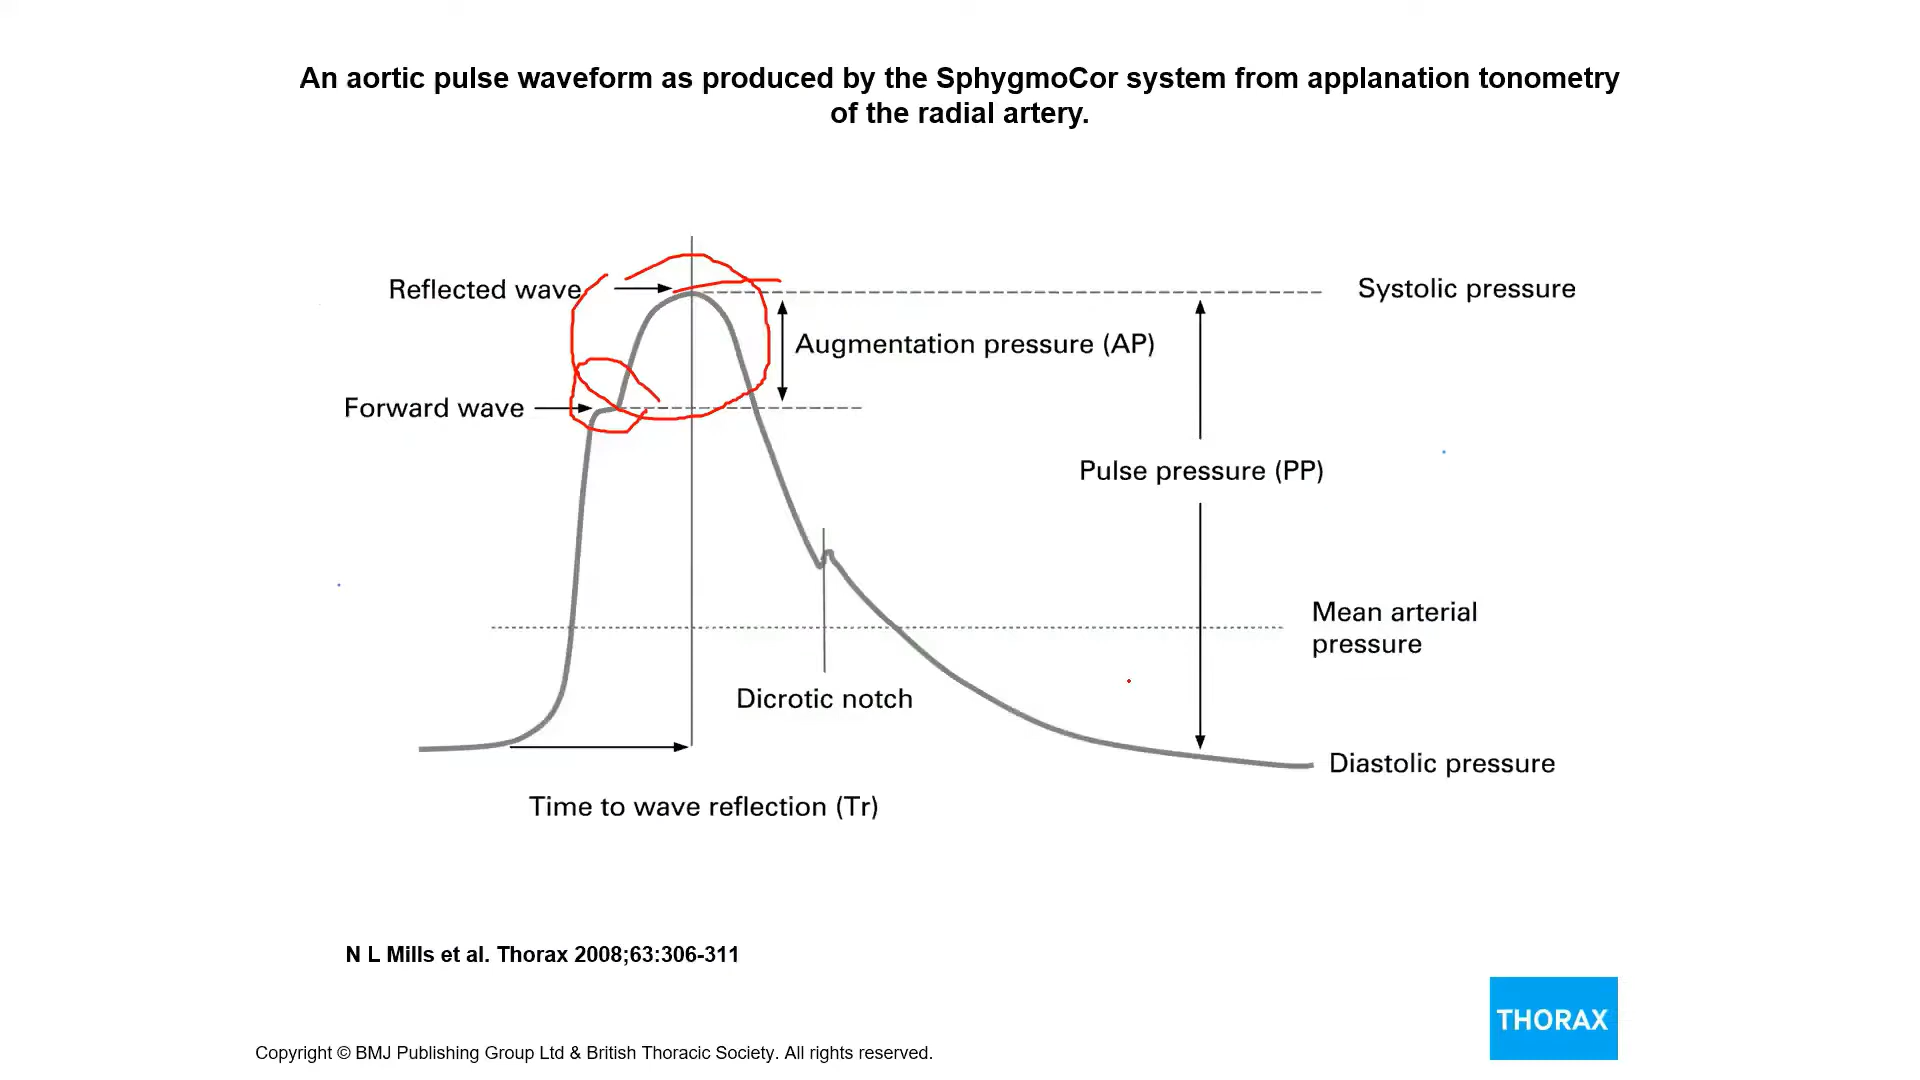 An aortic pulse waveform as produced by the SphygmoCor system from applanation tonometry
of the radial artery.
Reflected wave
Systolic pressure
Augmentation pressure (AP)
Forward wave
Pulse pressure (PP)
Mean arterial
pressure
Dicrotic notch
Diastolic pressure
Time to wave reflection (Tr)
N L Mills et al. Thorax 2008;63:306-311
THORAX
Copyright © BMJ Publishing Group Ltd & British Thoracic Society. All rights reserved.